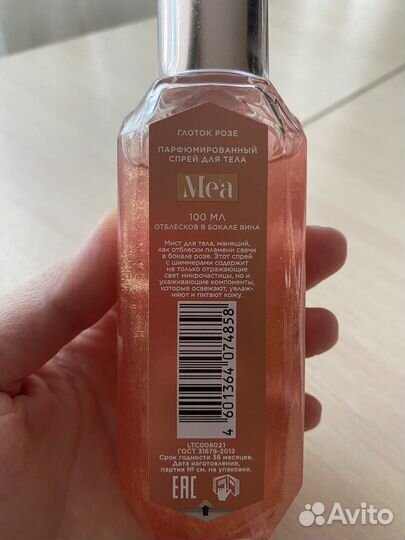 ГЛОТОК РОЗЕ
ПАРФЮМИРОВАННЫЙ
СПРЕЙ ДЛЯ ТЕЛА
Me'a
100 МЛ
ОТБЛЕСКОВ В БОКАЛЕ ВИНА
Мист для тела, манящий,
как отблески пламени свечи
в бокале розе. Этот спрей
с шиммерами содержит
не только отражающие
свет микрочастицы, но и
ухаживающие компоненты,
которые освежают, увлаж-
няют и питают кожу.
4 601364 074858
LTC008021
ГОСТ 31679-2012
Срок годности 36 месяцев.
Дата изготовления,
партия № см. на упаковке.
EAC
Avito